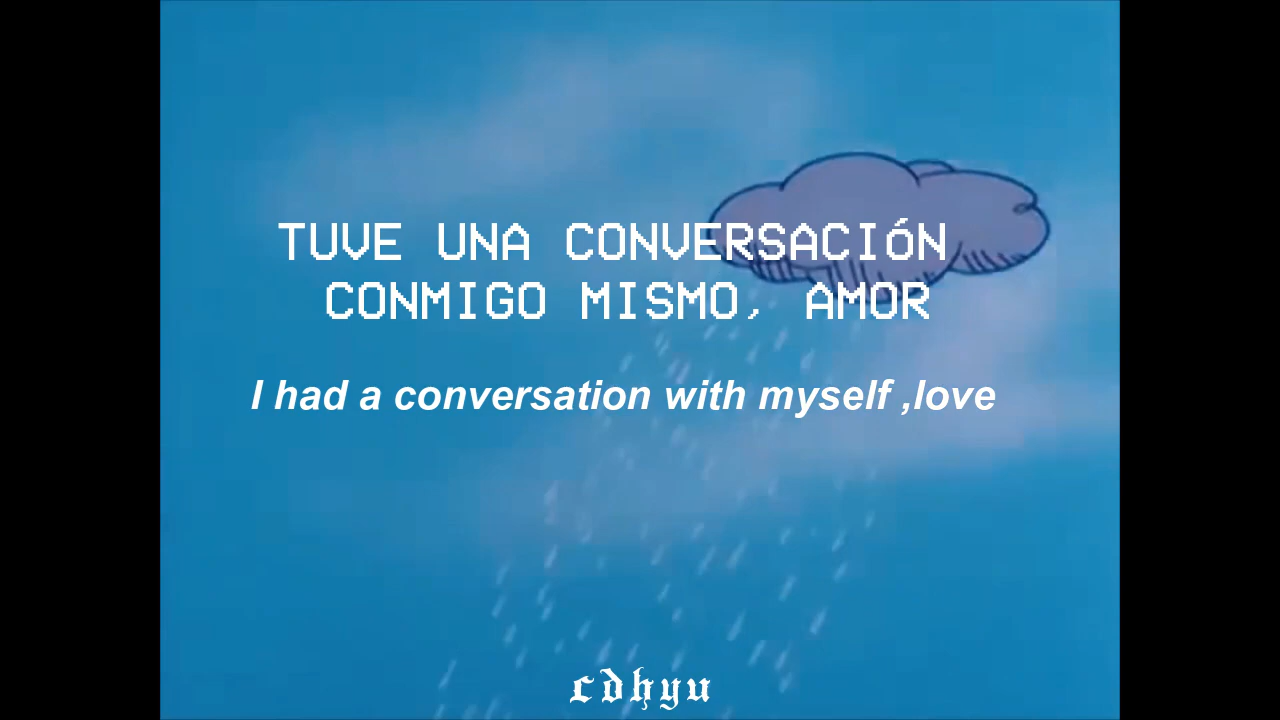 TUVE UNA CONVERSACIÓN
CONMIGO MISMO, AMOR
I had a conversation with myself ,love
cdhyu